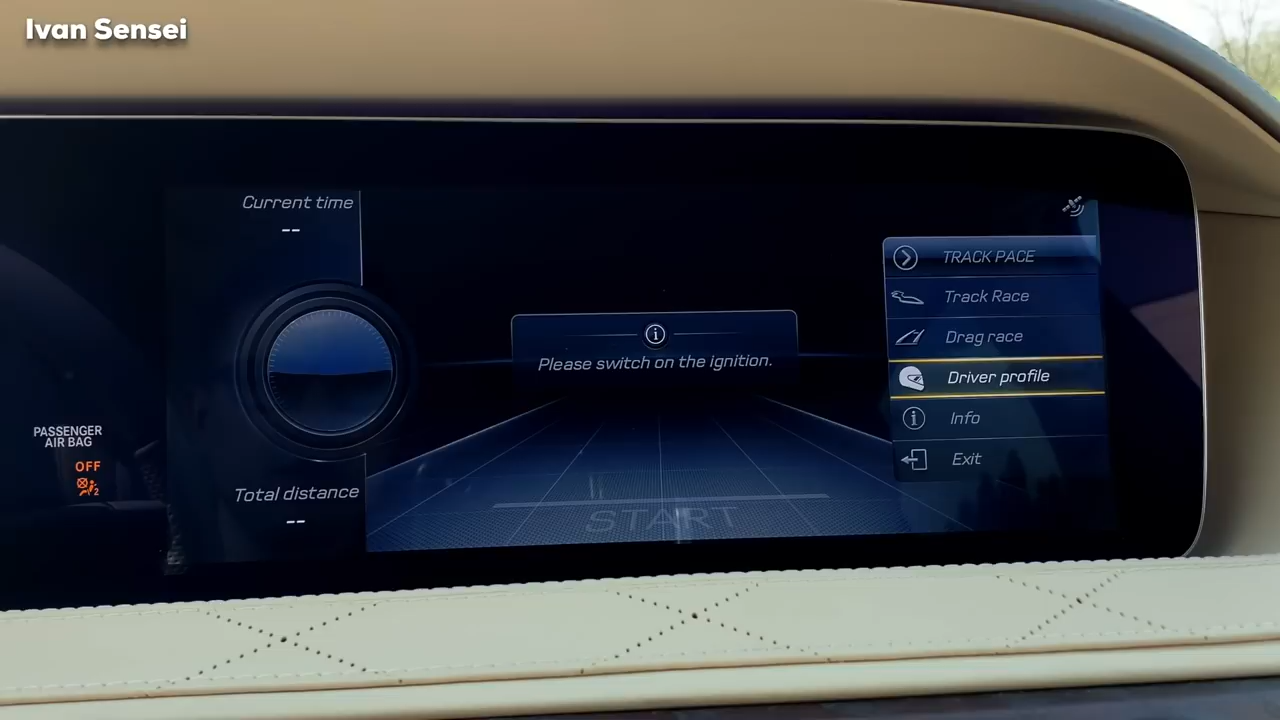 Ivan Sensei
Current time
--
Please switch on the ignition.
TRACK PACE
Track Race
Drag race
Driver profile
Info
Exit
PASSENGER
AIR BAG
OFF
2
Total distance
--
START